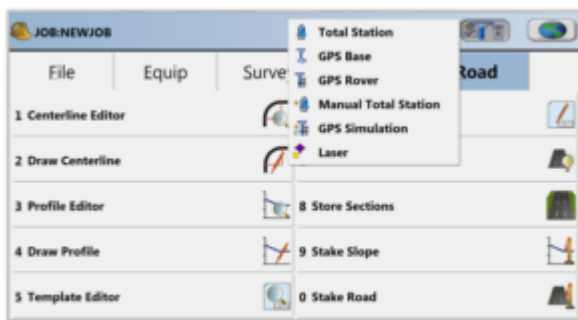 JOB:NEWJOB
Total Station
GPS Base
GPS Rover
Manual Total Station
GPS Simulation
Laser
File Equip Surve Road
1 Centerline Editor
2 Draw Centerline
3 Profile Editor
8 Store Sections
4 Draw Profile
9 Stake Slope
5 Template Editor
0 Stake Road